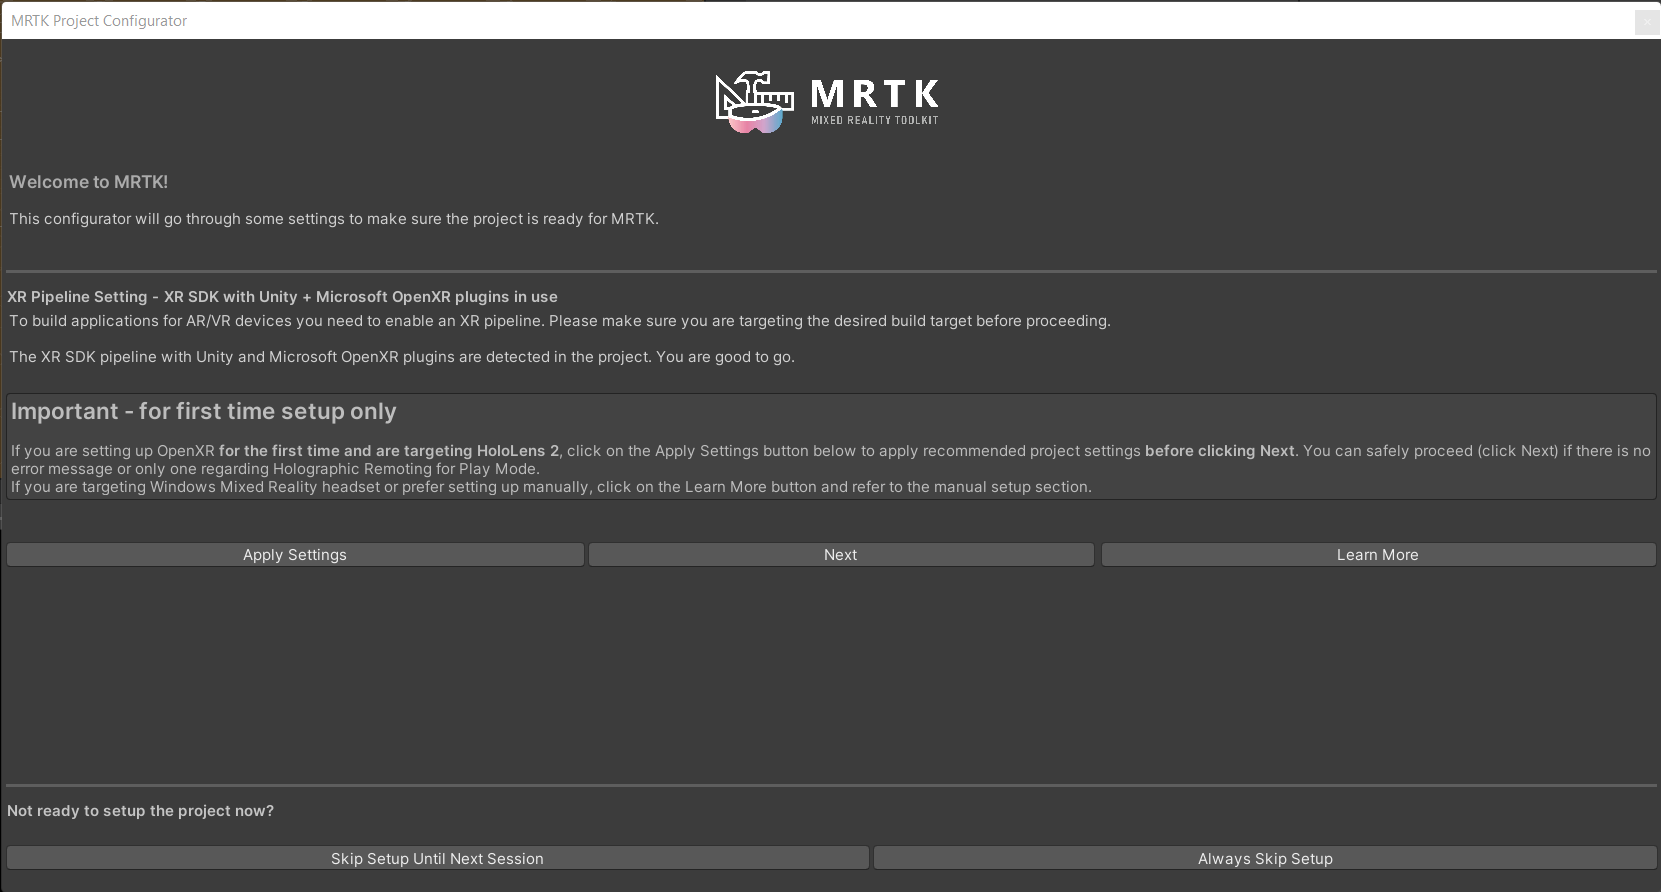 MRTK Project Configurator
MRTK
MIXED REALITY TOOLKIT
Welcome to MRTK!
This configurator will go through some settings to make sure the project is ready for MRTK.
XR Pipeline Setting - XR SDK with Unity + Microsoft OpenXR plugins in use
To build applications for AR/VR devices you need to enable an XR pipeline. Please make sure you are targeting the desired build target before proceeding.
The XR SDK pipeline with Unity and Microsoft OpenXR plugins are detected in the project. You are good to go.
Important - for first time setup only
If you are setting up OpenXR for the first time and are targeting HoloLens 2, click on the Apply Settings button below to apply recommended project settings before clicking Next. You can safely proceed (click Next) if there is no
error message or only one regarding Holographic Remoting for Play Mode.
If you are targeting Windows Mixed Reality headset or prefer setting up manually, click on the Learn More button and refer to the manual setup section.
Apply Settings
Next
Learn More
Not ready to setup the project now?
Skip Setup Until Next Session
Always Skip Setup